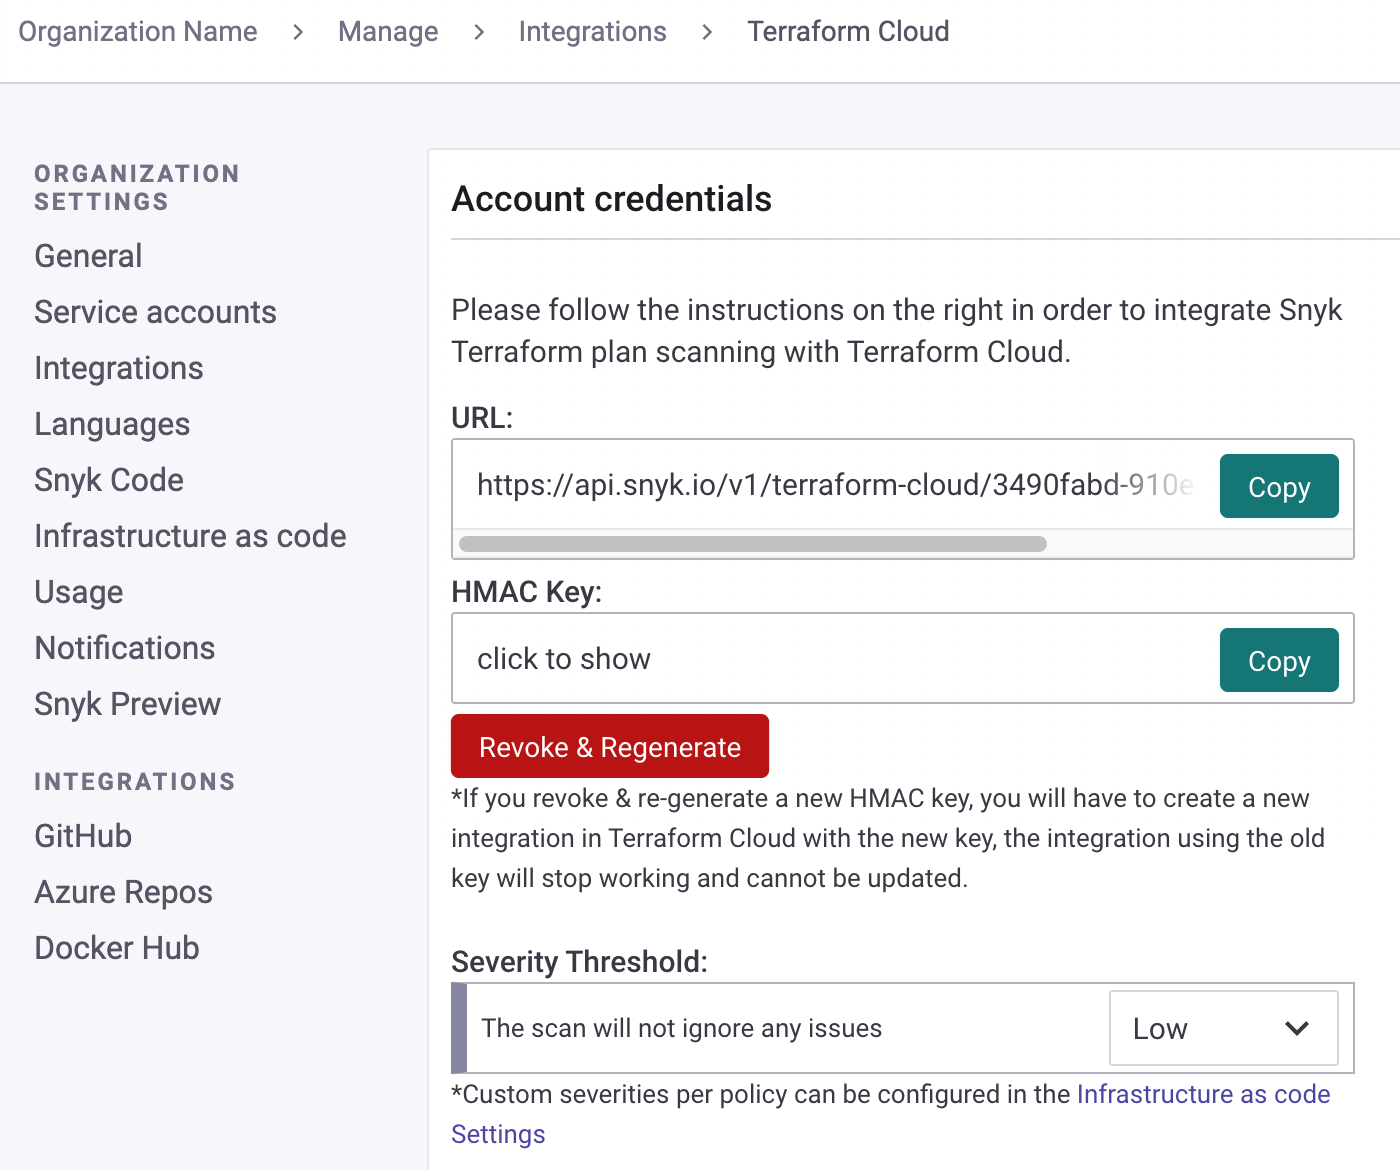 Organization Name > Manage > Integrations > Terraform Cloud
ORGANIZATION
SETTINGS
General
Service accounts
Integrations
Languages
Snyk Code
Infrastructure as code
Usage
Notifications
Snyk Preview
INTEGRATIONS
GitHub
Azure Repos
Docker Hub
Account credentials
Please follow the instructions on the right in order to integrate Snyk
Terraform plan scanning with Terraform Cloud.
URL:
https://api.snyk.io/v1/terraform-cloud/3490fabd-910e Copy
HMAC Key:
click to show Copy
Revoke & Regenerate
*If you revoke & re-generate a new HMAC key, you will have to create a new
integration in Terraform Cloud with the new key, the integration using the old
key will stop working and cannot be updated.
Severity Threshold:
The scan will not ignore any issues Low
*Custom severities per policy can be configured in the Infrastructure as code
Settings